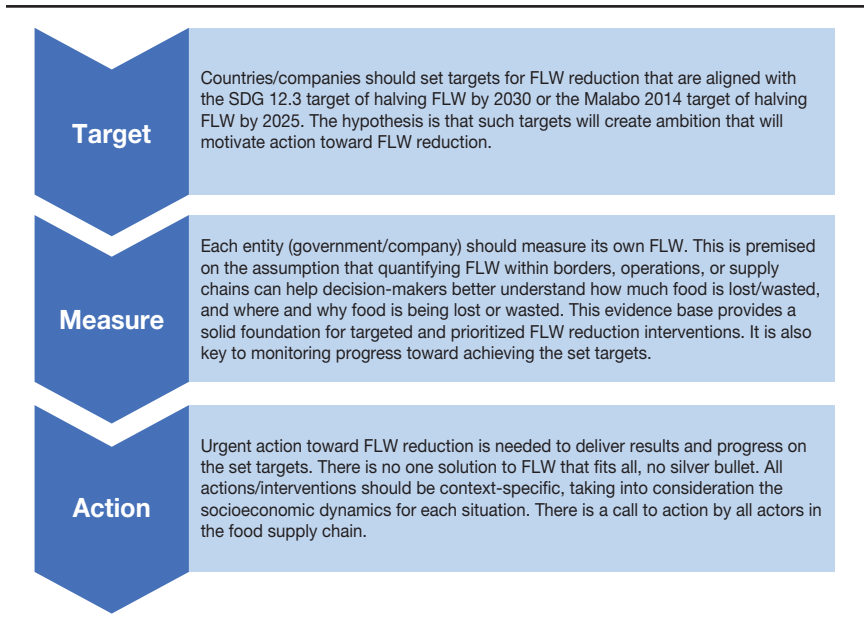 Target
Countries/companies should set targets for FLW reduction that are aligned with
the SDG 12.3 target of halving FLW by 2030 or the Malabo 2014 target of halving
FLW by 2025. The hypothesis is that such targets will create ambition that will
motivate action toward FLW reduction.
Measure
Each entity (government/company) should measure its own FLW. This is premised
on the assumption that quantifying FLW within borders, operations, or supply
chains can help decision-makers better understand how much food is lost/wasted,
and where and why food is being lost or wasted. This evidence base provides a
solid foundation for targeted and prioritized FLW reduction interventions. It is also
key to monitoring progress toward achieving the set targets.
Action
Urgent action toward FLW reduction is needed to deliver results and progress on
the set targets. There is no one solution to FLW that fits all, no silver bullet. All
actions/interventions should be context-specific, taking into consideration the
socioeconomic dynamics for each situation. There is a call to action by all actors in
the food supply chain.